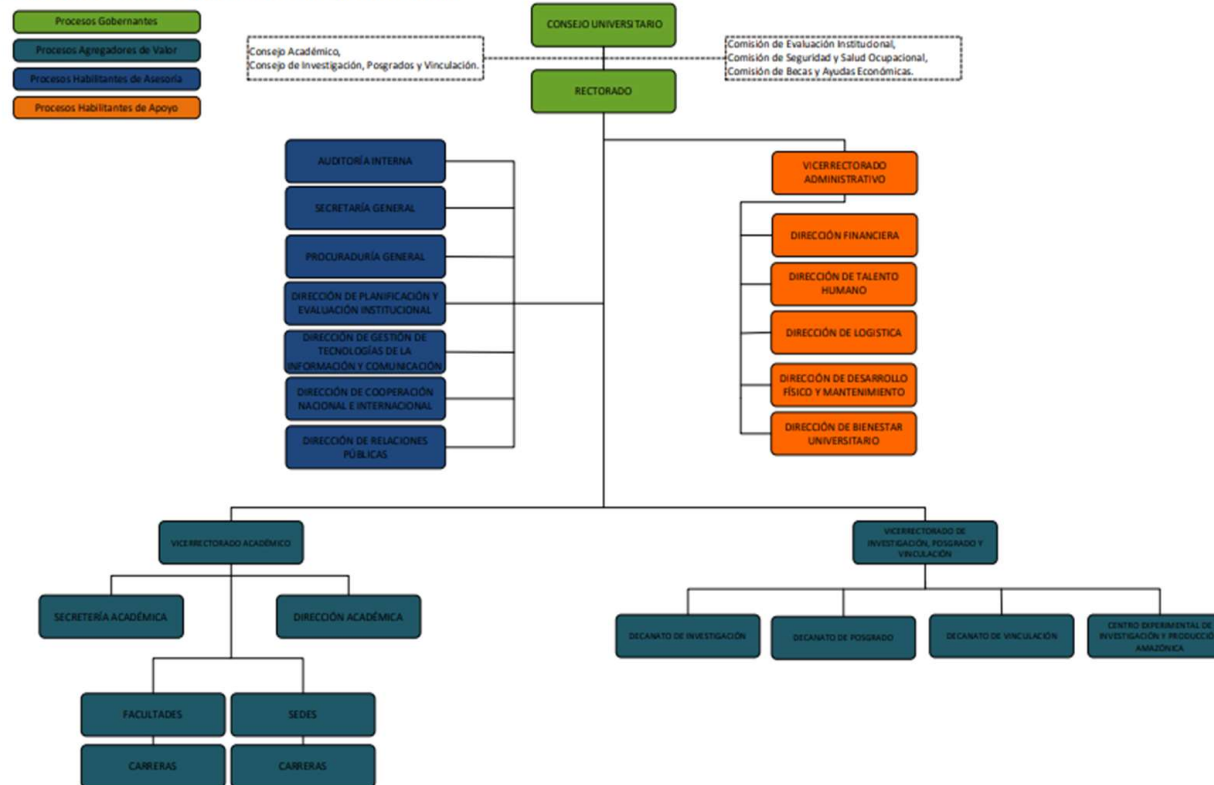 Procesos Gobernantes
Procesos Agregadores de Valor
Procesos Habilitantes de Asesoría
Procesos Habilitantes de Apoyo
CONSEJO UNIVERSITARIO
Consejo Académico,
Consejo de Investigación, Posgrados y Vinculación.
Comisión de Evaluación Institucional,
Comisión de Seguridad y Salud Ocupacional,
Comisión de Becas y Ayudas Económicas.
RECTORADO
AUDITORÍA INTERNA
SECRETARÍA GENERAL
PROCURADURÍA GENERAL
DIRECCIÓN DE PLANIFICACIÓN Y
EVALUACIÓN INSTITUCIONAL
DIRECCIÓN DE GESTIÓN DE
TECNOLOGÍAS DE LA
INFORMACIÓN Y COMUNICACIÓN
DIRECCIÓN DE COOPERACIÓN
NACIONAL E INTERNACIONAL
DIRECCIÓN DE RELACIONES
PÚBLICAS
VICERRECTORADO
ADMINISTRATIVO
DIRECCIÓN FINANCIERA
DIRECCIÓN DE TALENTO
HUMANO
DIRECCIÓN DE LOGISTICA
DIRECCIÓN DE DESARROLLO
FÍSICO Y MANTENIMIENTO
DIRECCIÓN DE BIENESTAR
UNIVERSITARIO
VICERRECTORADO ACADÉMICO
SECRETERÍA ACADÉMICA
DIRECCIÓN ACADÉMICA
FACULTADES
SEDES
CARRERAS
CARRERAS
VICERRECTORADO DE
INVESTIGACIÓN, POSGRADO Y
VINCULACIÓN
DECANATO DE INVESTIGACIÓN
DECANATO DE POSGRADO
DECANATO DE VINCULACIÓN
CENTRO EXPERIMENTAL DE
INVESTIGACIÓN Y PRODUCCIO
AMAZÓNICA